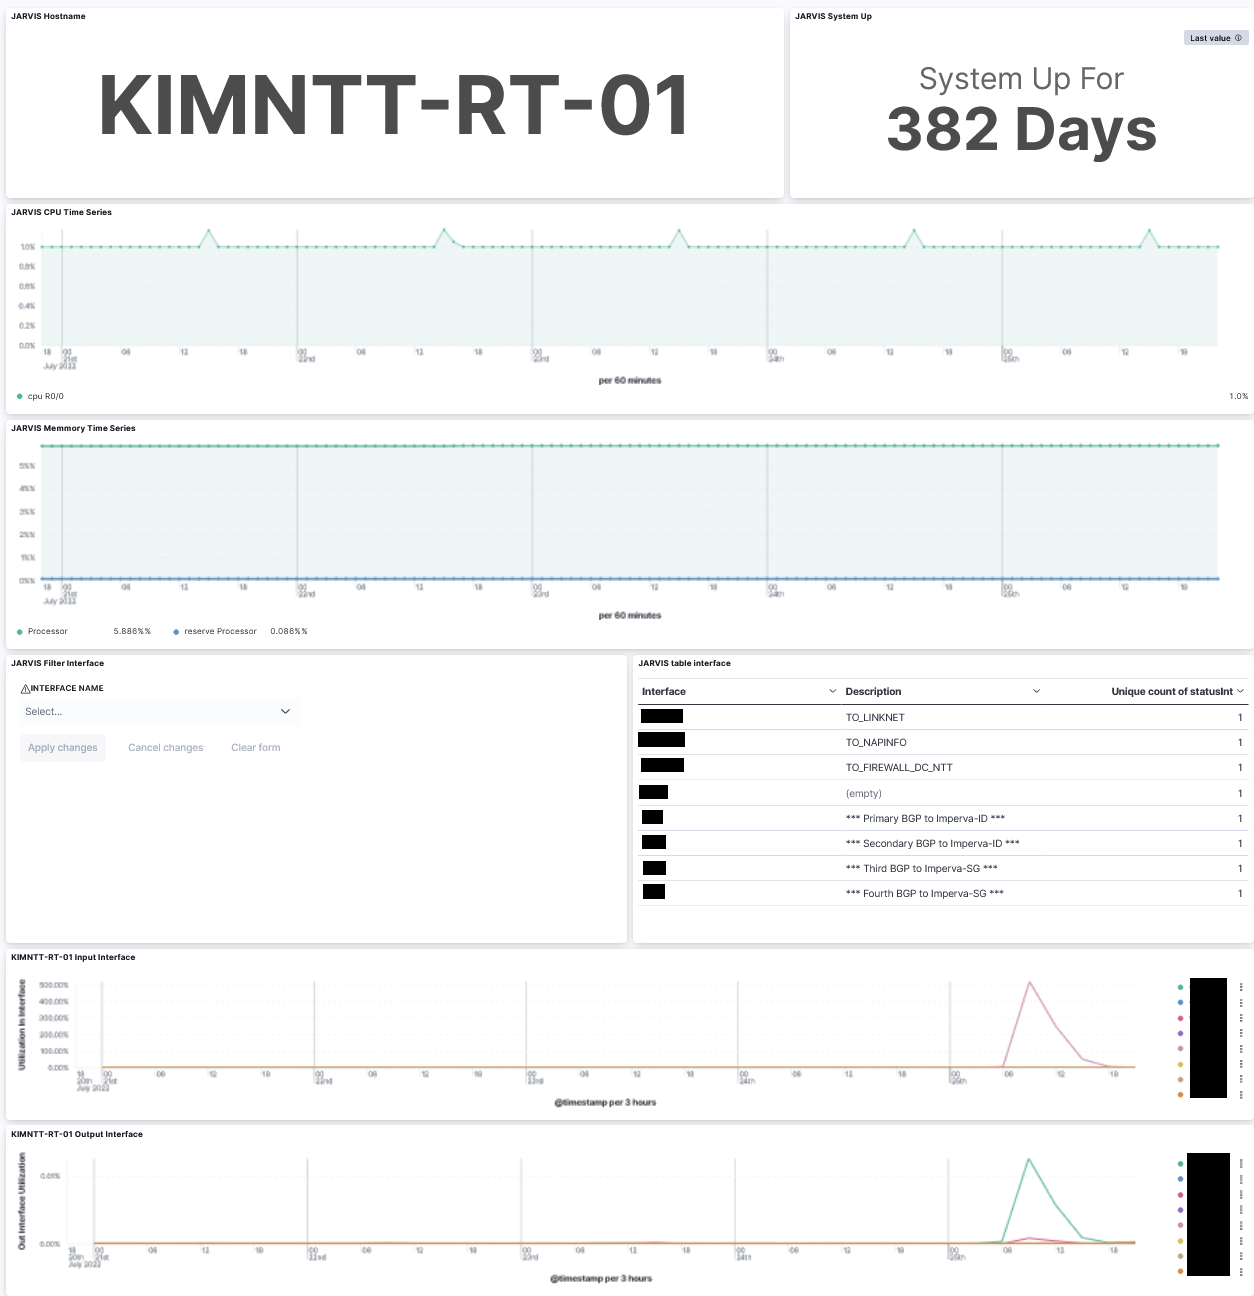 JARVIS Hostname
KIMNTT-RT-01
JARVIS System Up
Last value
System Up For
382 Days
JARVIS CPU Time Series
1.0%
0.8%
0.6%
0.4%
0.2%
0.0%
18 00 06 12 18 00 06 12 18 00 06 12 18 00 06 12 18 00 06 12 18
21st 22nd 23rd 24th 25th
July 2022
per 60 minutes
cpu R0/0 1.0%
JARVIS Memmory Time Series
5%%
4%%
3%%
2%%
1%%
0%%
18 00 06 12 18 00 06 12 18 00 06 12 18 00 06 12 18 00 06 12 18
21st 22nd 23rd 24th 25th
July 2022
per 60 minutes
Processor 5.886%% reserve Processor 0.086%%
JARVIS Filter Interface
INTERFACE NAME
Select...
Apply changes Cancel changes Clear form
JARVIS table interface
Interface Description Unique count of statusInt
TO_LINKNET 1
TO_NAPINFO 1
TO_FIREWALL_DC_NTT 1
(empty) 1
*** Primary BGP to Imperva-ID *** 1
*** Secondary BGP to Imperva-ID *** 1
*** Third BGP to Imperva-SG *** 1
*** Fourth BGP to Imperva-SG *** 1
KIMNTT-RT-01 Input Interface
Utilization In Interface
500.00%
400.00%
300.00%
200.00%
100.00%
0.00%
18 00 06 12 18 00 06 12 18 00 06 12 18 00 06 12 18 00 06 12 18
20th 21st 22nd 23rd 24th 25th
July 2022
@timestamp per 3 hours
KIMNTT-RT-01 Output Interface
Out Interface Utilization
0.00%
18 00 06 12 18 00 06 12 18 00 06 12 18 00 06 12 18 00 06 12 18
20th 21st 22nd 23rd 24th 25th
July 2022
@timestamp per 3 hours